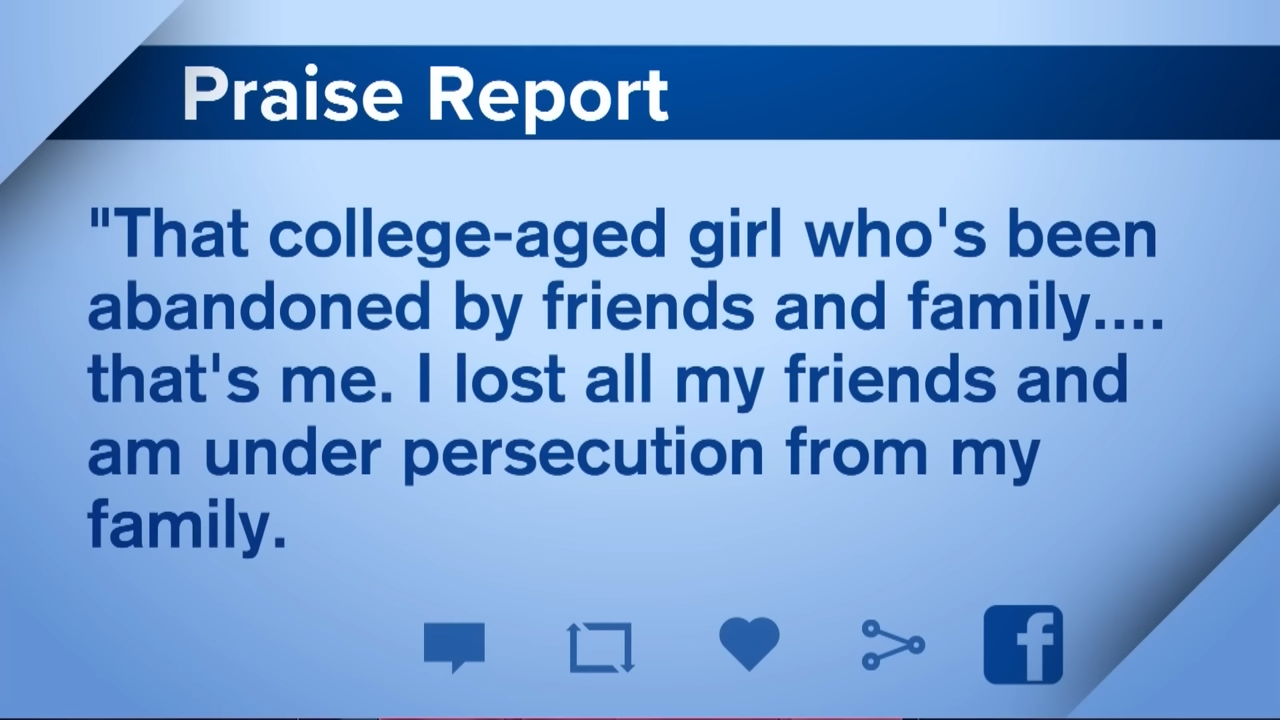 Praise Report
"That college-aged girl who's been
abandoned by friends and family....
that's me. I lost all my friends and
am under persecution from my
family.